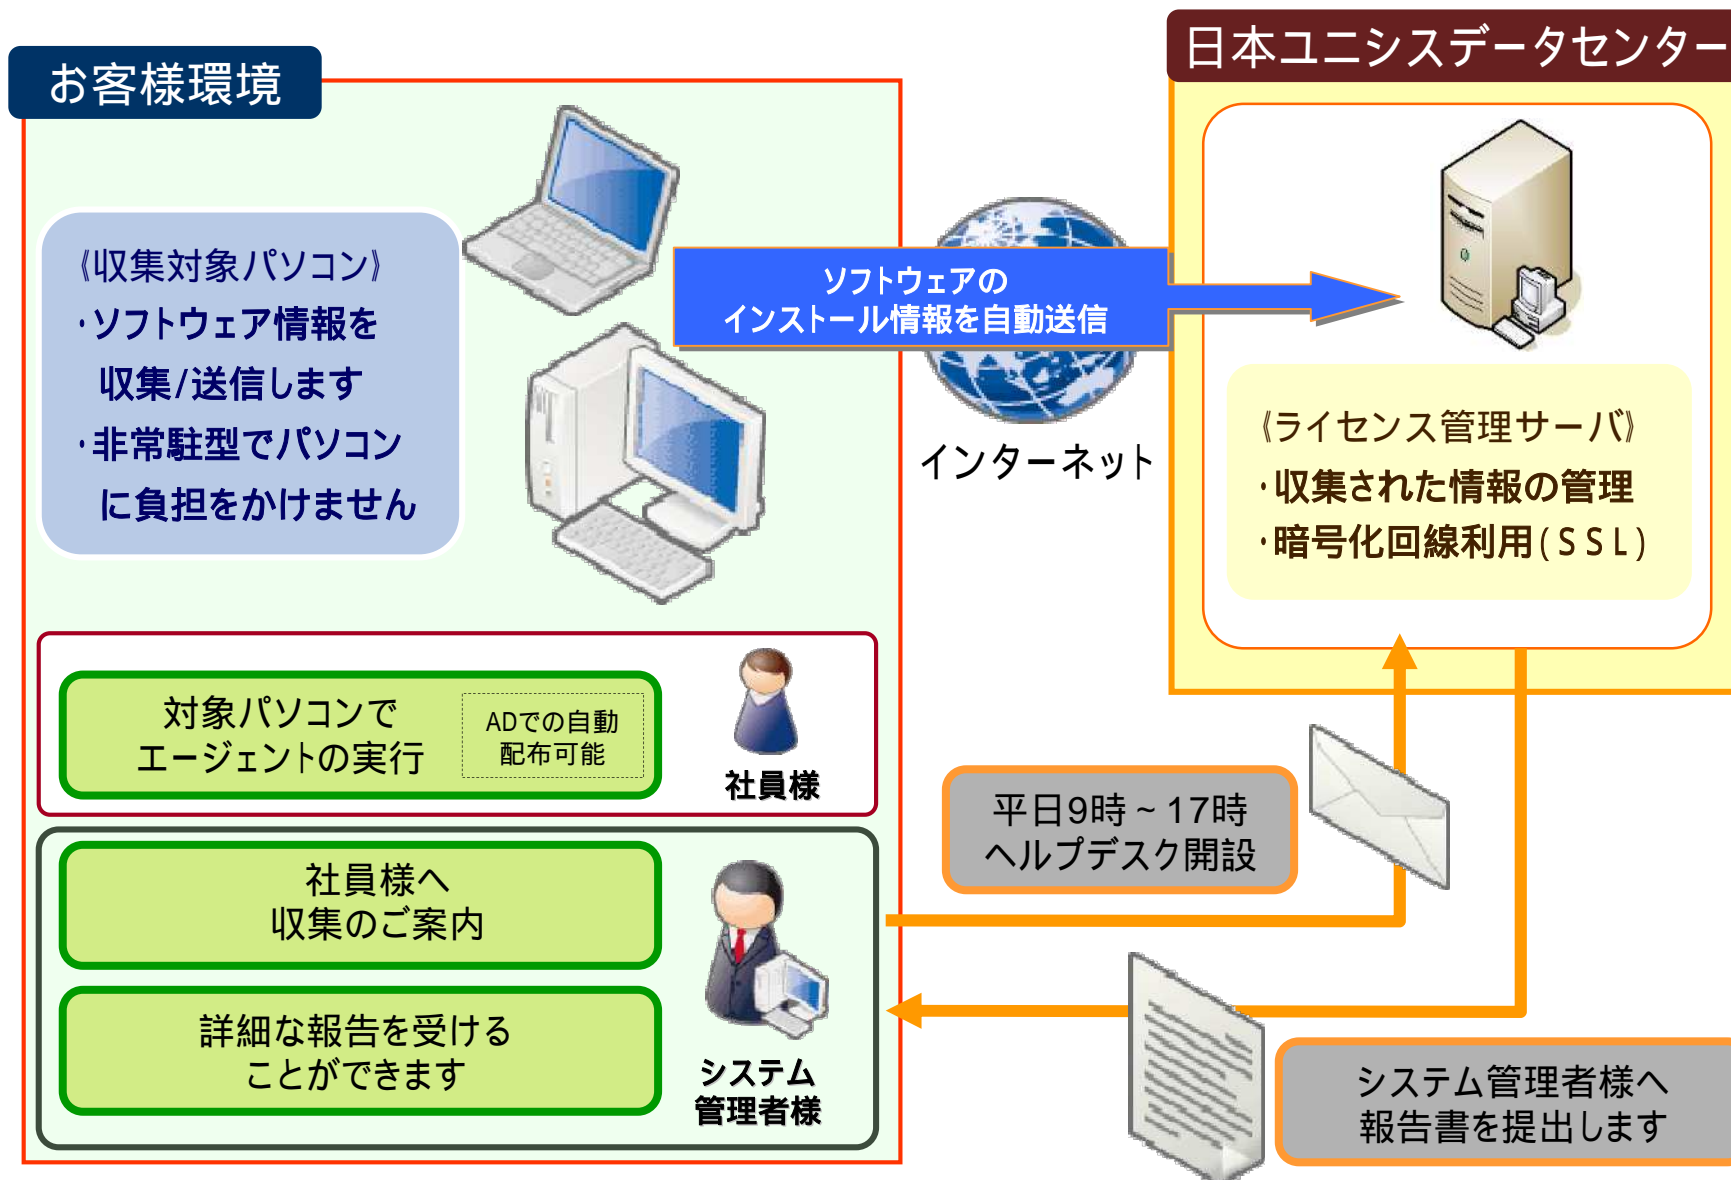 お客様環境
日本ユニシスデータセンター
《収集対象パソコン》
・ソフトウェア情報を
収集/送信します
・非常駐型でパソコン
に負担をかけません
ソフトウェアの
インストール情報を自動送信
インターネット
《ライセンス管理サーバ》
・収集された情報の管理
・暗号化回線利用(SSL)
対象パソコンで
エージェントの実行
ADでの自動
配布可能
社員様
社員様へ
収集のご案内
詳細な報告を受ける
ことができます
システム
管理者様
平日9時~17時
ヘルプデスク開設
システム管理者様へ
報告書を提出します